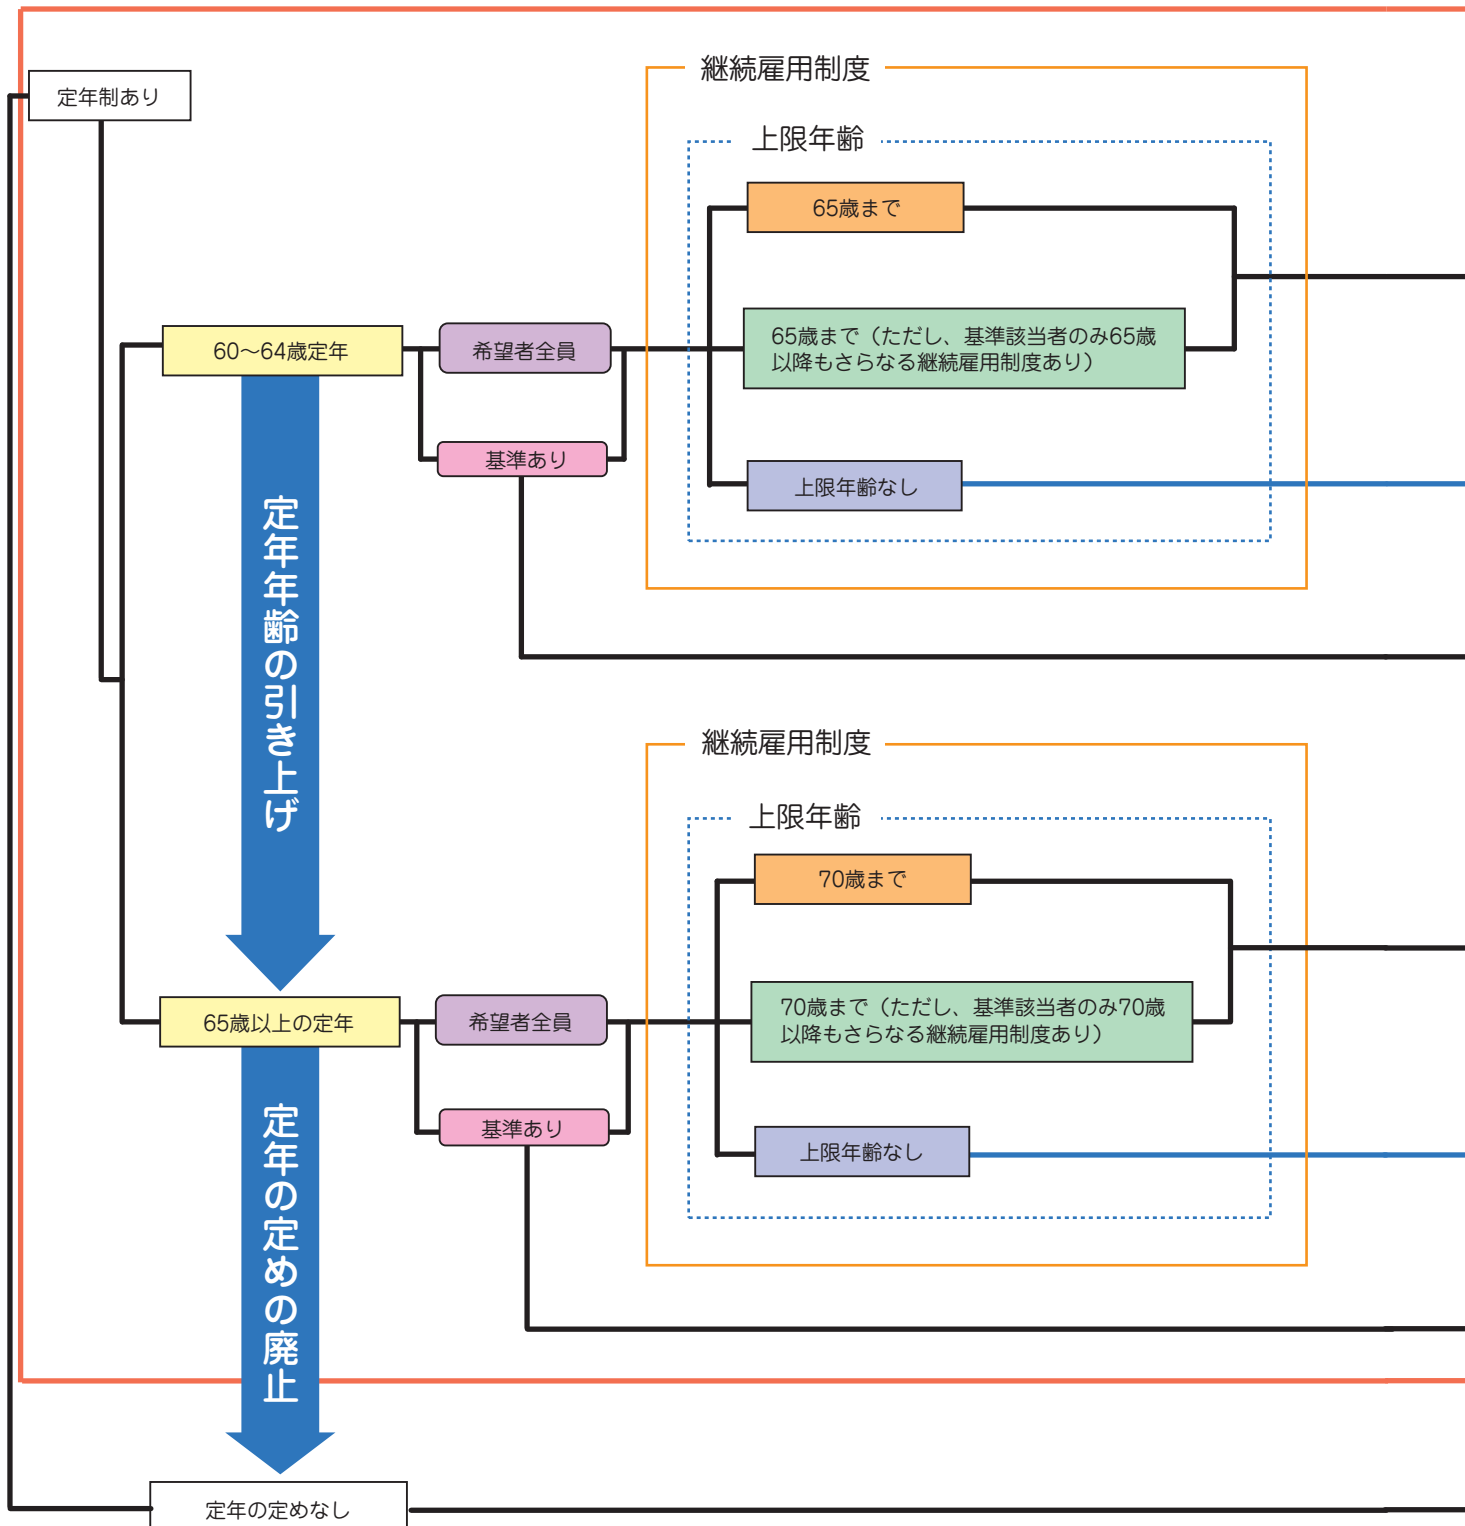 継続雇用制度
定年制あり
上限年齢
65歳まで
65歳まで（ただし、基準該当者のみ65歳
以降もさらなる継続雇用制度あり）
60～64歳定年
希望者全員
基準あり
上限年齢なし
定年年齢の引き上げ
継続雇用制度
上限年齢
70歳まで
70歳まで（ただし、基準該当者のみ70歳
以降もさらなる継続雇用制度あり）
65歳以上の定年
希望者全員
基準あり
上限年齢なし
定年の定めの廃止
定年の定めなし